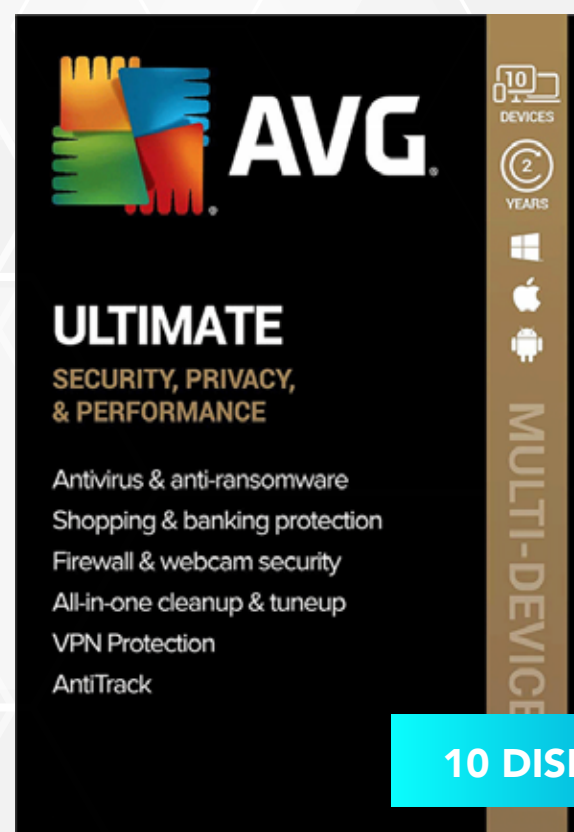 AVG
10
DEVICES
2
YEARS
ULTIMATE
SECURITY, PRIVACY,
& PERFORMANCE
Antivirus & anti-ransomware
Shopping & banking protection
Firewall & webcam security
All-in-one cleanup & tuneup
VPN Protection
AntiTrack
MULTI-DEVICE
10